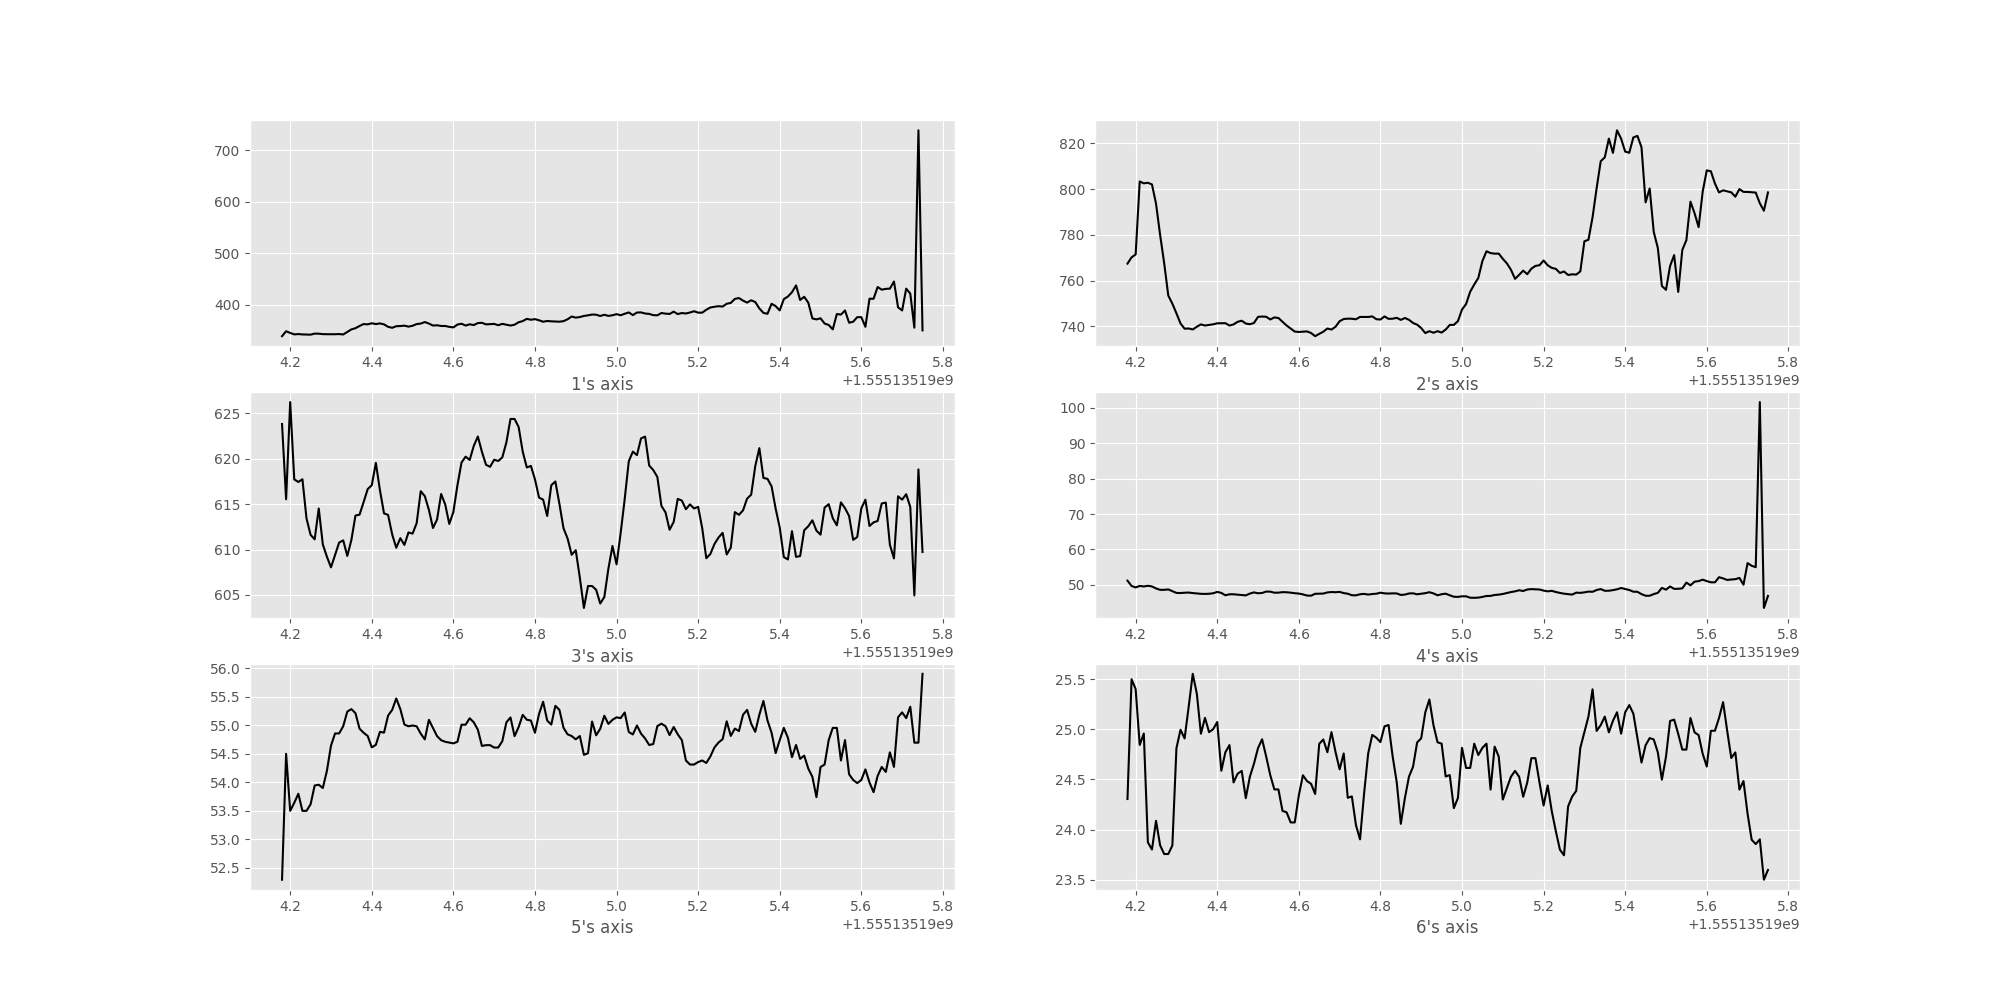 700
600
500
400
4.2 4.4 4.6 4.8 5.0 5.2 5.4 5.6 5.8
+1.55513519e9
1's axis
820
800
780
760
740
4.2 4.4 4.6 4.8 5.0 5.2 5.4 5.6 5.8
+1.55513519e9
2's axis
625
620
615
610
605
4.2 4.4 4.6 4.8 5.0 5.2 5.4 5.6 5.8
+1.55513519e9
3's axis
100
90
80
70
60
50
4.2 4.4 4.6 4.8 5.0 5.2 5.4 5.6 5.8
+1.55513519e9
4's axis
56.0
55.5
55.0
54.5
54.0
53.5
53.0
52.5
4.2 4.4 4.6 4.8 5.0 5.2 5.4 5.6 5.8
+1.55513519e9
5's axis
25.5
25.0
24.5
24.0
23.5
4.2 4.4 4.6 4.8 5.0 5.2 5.4 5.6 5.8
+1.55513519e9
6's axis